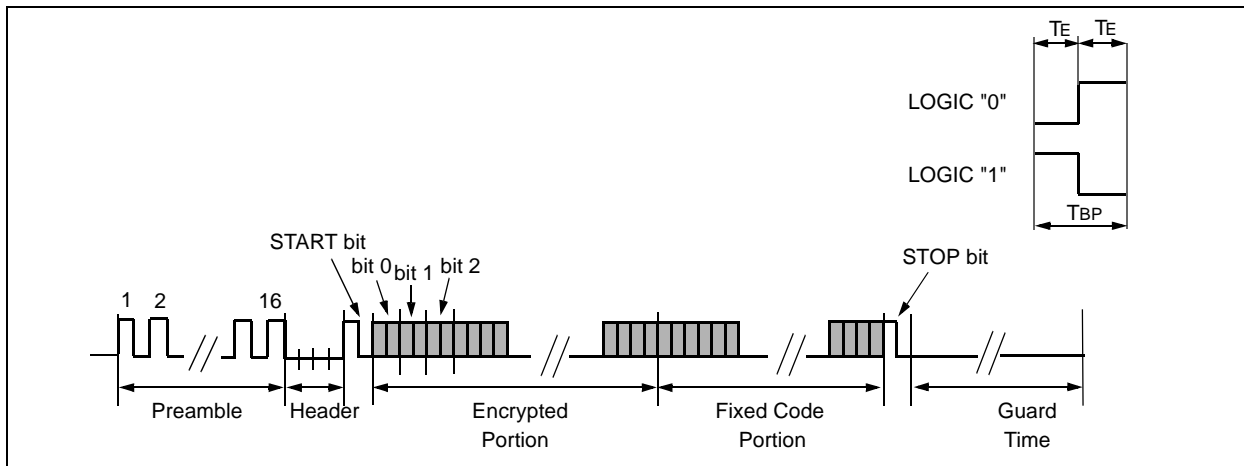 TE TE
LOGIC "0"
LOGIC "1"
TBP
START bit
bit 0 bit 1 bit 2
STOP bit
1 2 16
Preamble Header Encrypted Portion Fixed Code Portion Guard Time